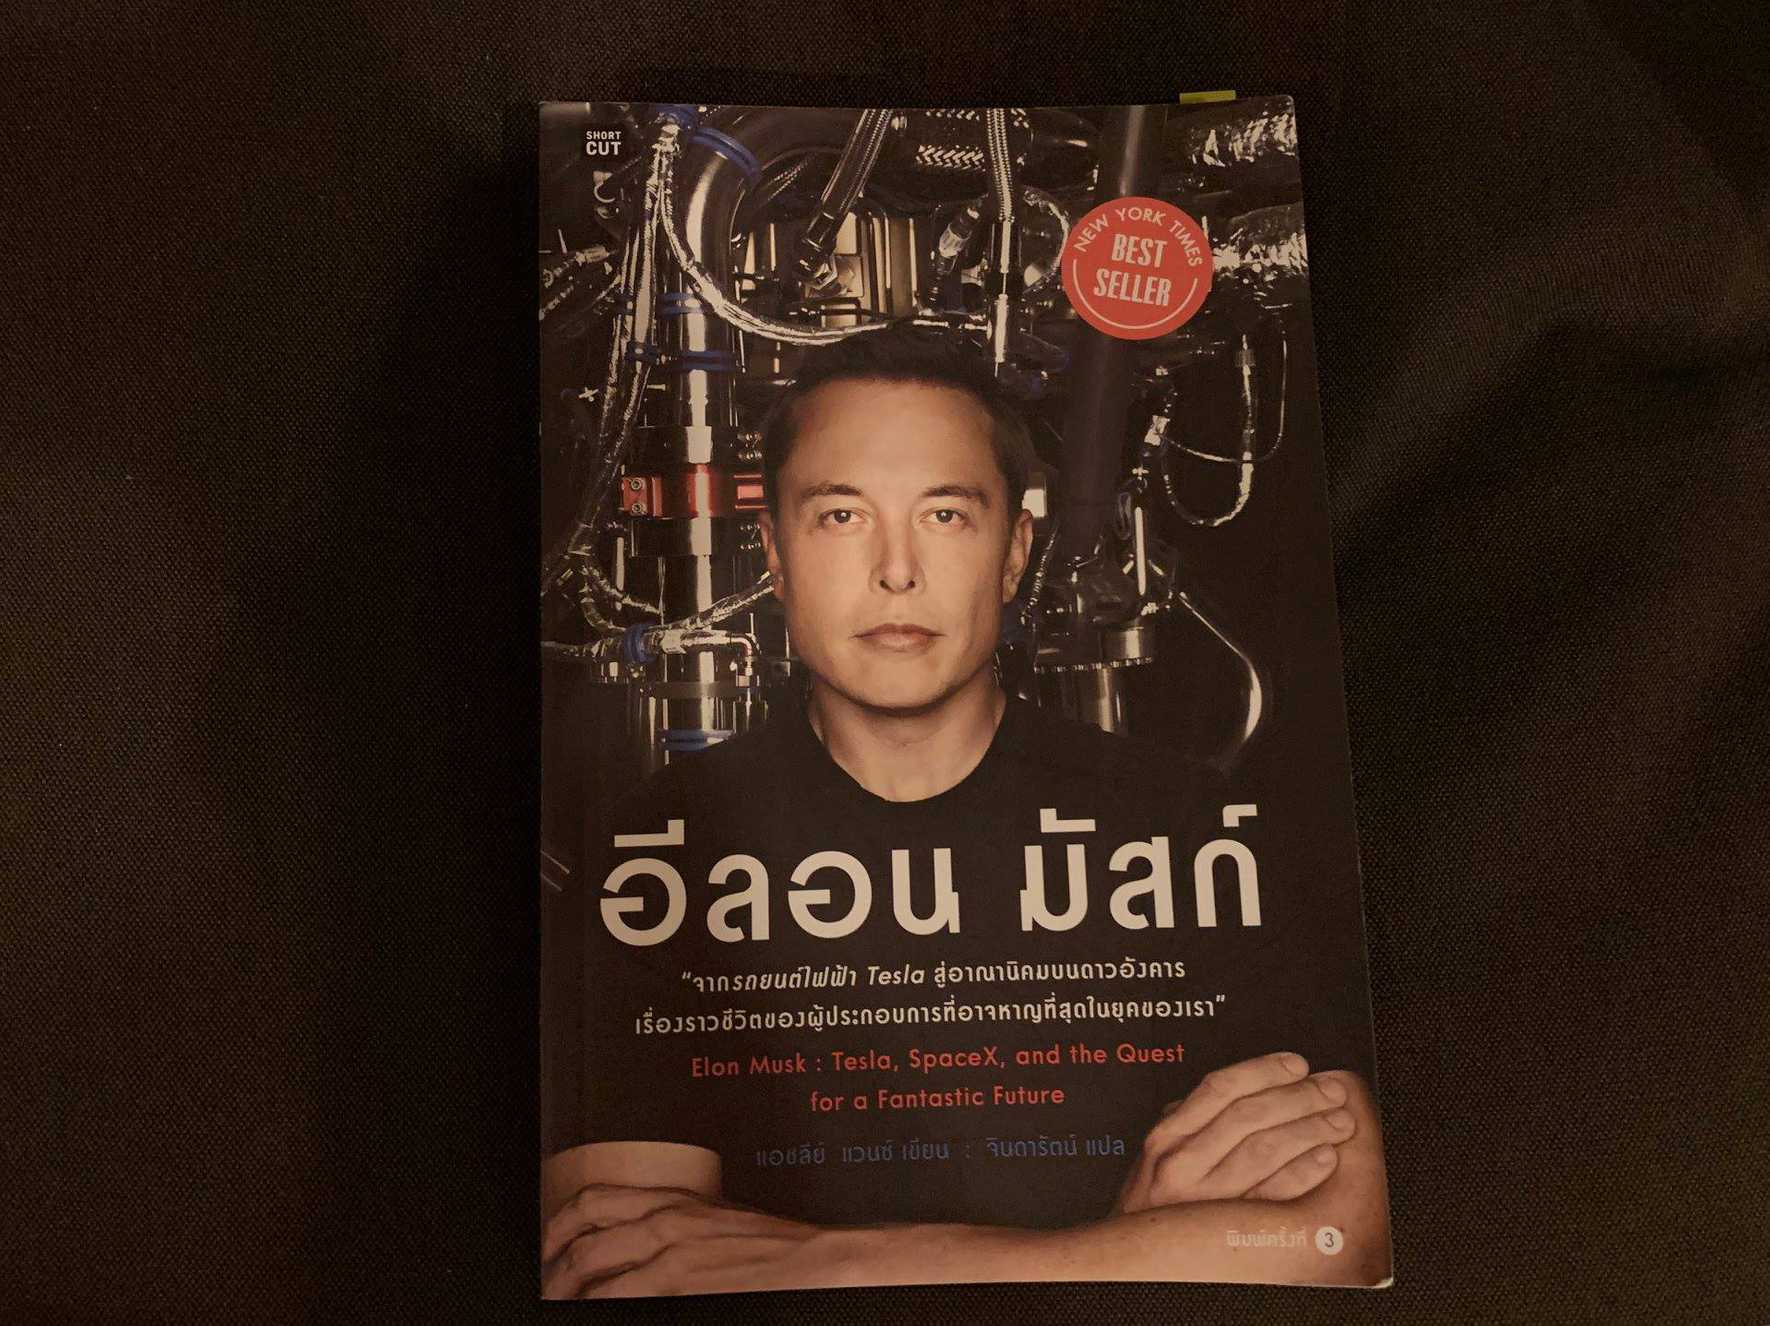 SHORT
CUT
NEW YORK TIMES
BEST
SELLER
อีลอน มัสก์
“จากรถยนต์ไฟฟ้า Tesla สู่อาณานิคมบนดาวอังคาร
เรื่องราวชีวิตของผู้ประกอบการที่อาจหาญที่สุดในยุคของเรา”
Elon Musk : Tesla, SpaceX, and the Quest
for a Fantastic Future
แอชลีย์ แวนซ์ เขียน : จินดารัตน์ แปล
พิมพ์ครั้งที่ 3